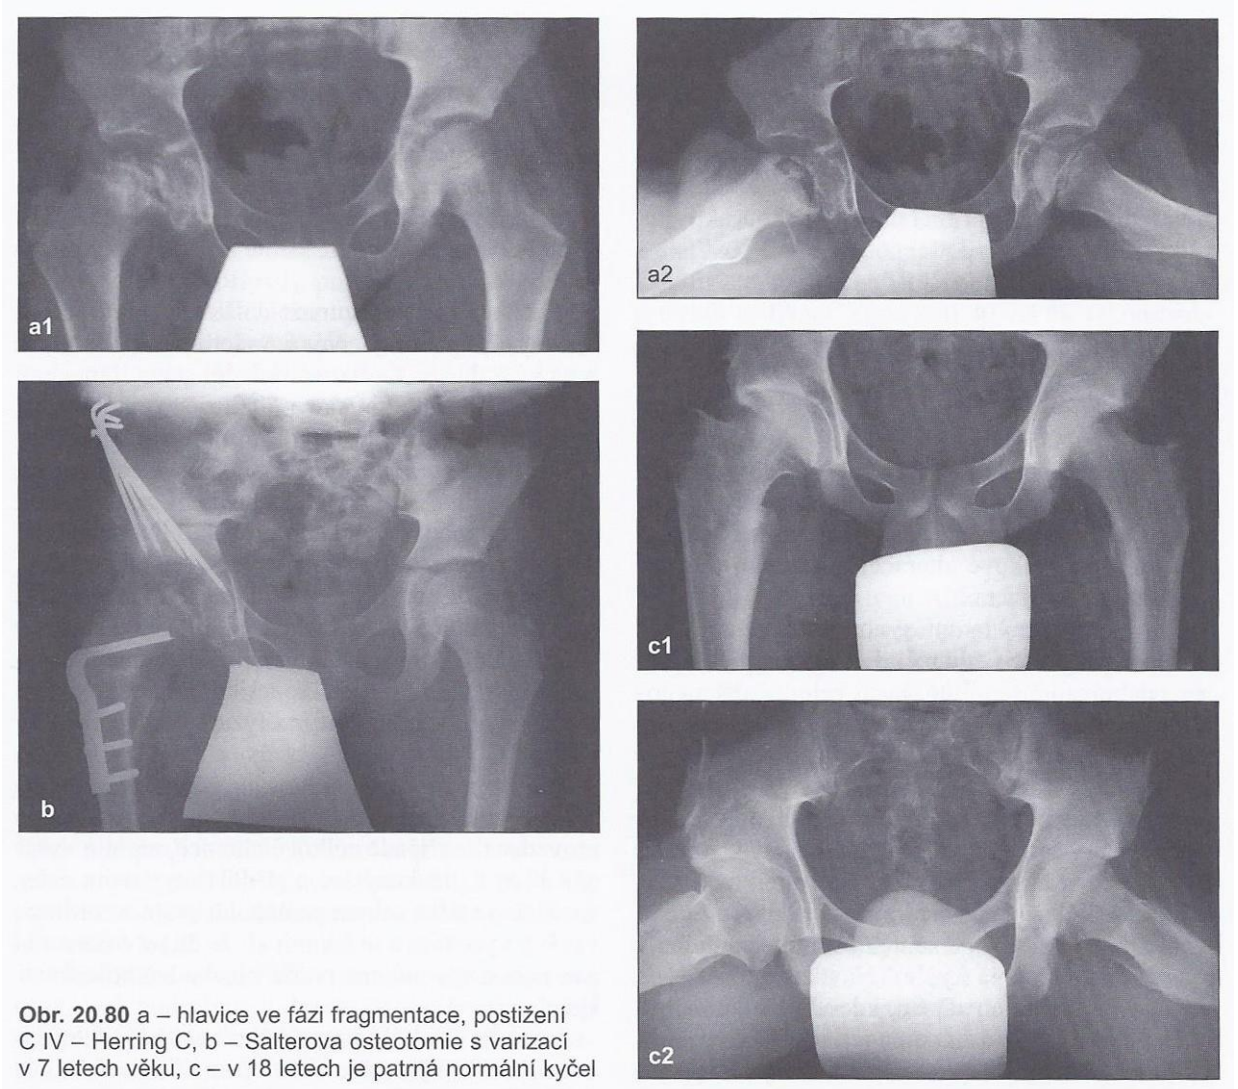 a1
a2
b
c1
c2
Obr. 20.80 a – hlavice ve fázi fragmentace, postižení
C IV – Herring C, b – Salterova osteotomie s varizací
v 7 letech věku, c – v 18 letech je patrná normální kyčel